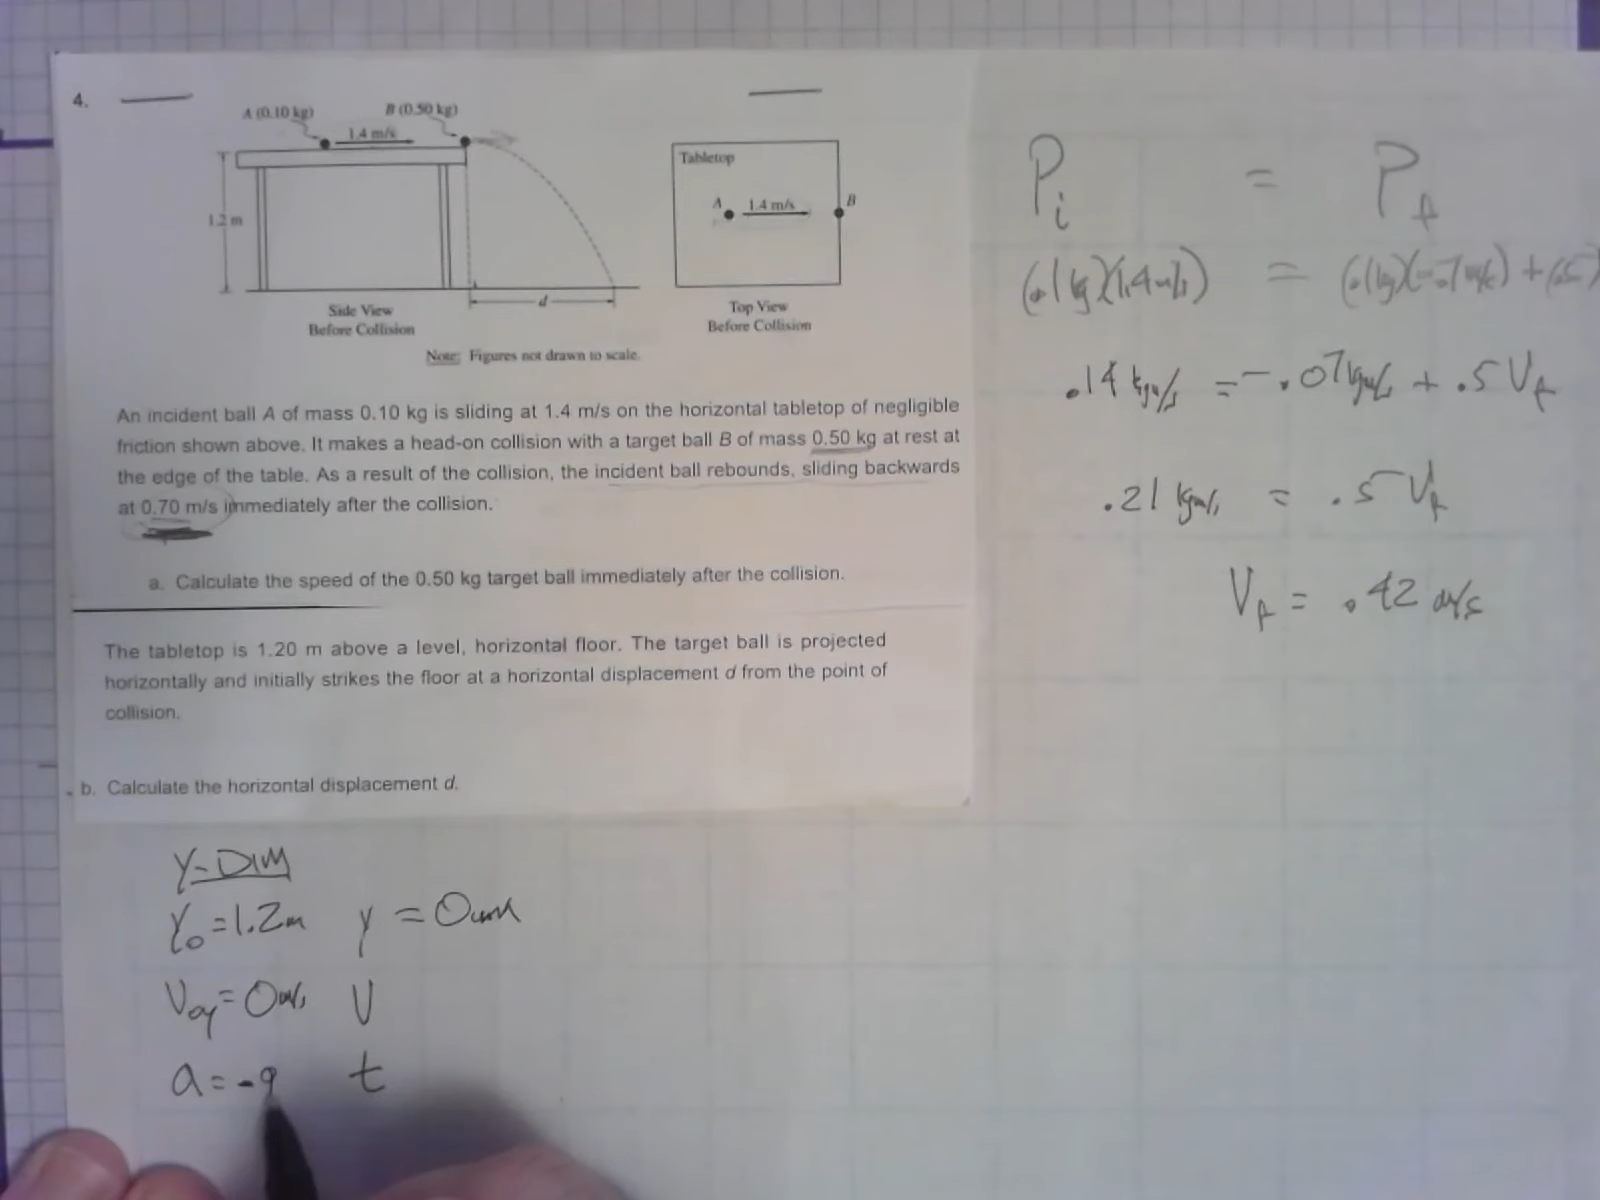 4.
A (0.10 kg)
B (0.50 kg)
1.4 m/s
1.2 m
d
Side View
Before Collision
Tabletop
A
1.4 m/s
B
Top View
Before Collision
Note: Figures not drawn to scale.
An incident ball A of mass 0.10 kg is sliding at 1.4 m/s on the horizontal tabletop of negligible
friction shown above. It makes a head-on collision with a target ball B of mass 0.50 kg at rest at
the edge of the table. As a result of the collision, the incident ball rebounds, sliding backwards
at 0.70 m/s immediately after the collision.
a. Calculate the speed of the 0.50 kg target ball immediately after the collision.
The tabletop is 1.20 m above a level, horizontal floor. The target ball is projected
horizontally and initially strikes the floor at a horizontal displacement d from the point of
collision.
b. Calculate the horizontal displacement d.
Pi = Pf
(.1kg)(1.4m/s) = (.1kg)(-.7m/s) + (.5
.14 kgm/s = -.07kgm/s + .5 Vf
.21 kgm/s = .5 Vf
Vf = .42 m/s
Y-DIM
Yo = 1.2m y = 0
Voy = 0m/s V
a = -9 t